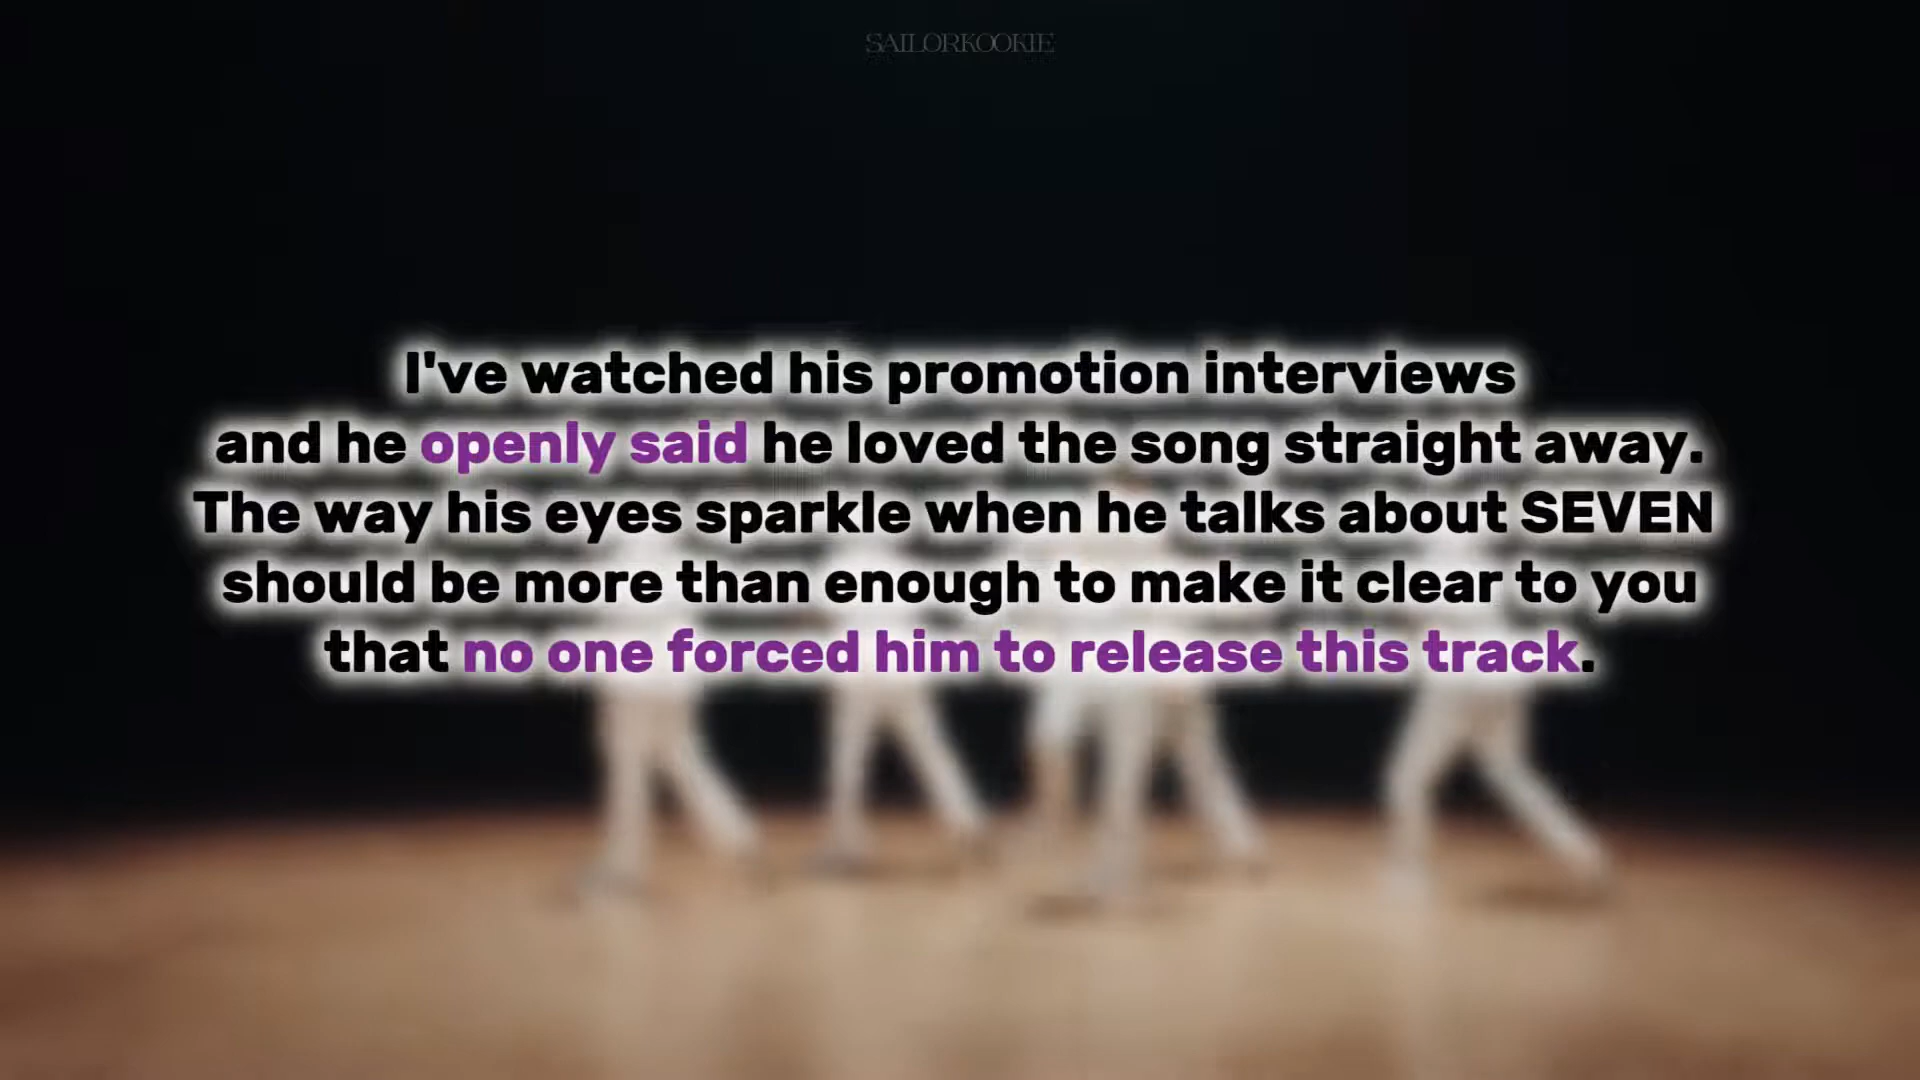 SAILORKOOKIE
I've watched his promotion interviews
and he openly said he loved the song straight away.
The way his eyes sparkle when he talks about SEVEN
should be more than enough to make it clear to you
that no one forced him to release this track.